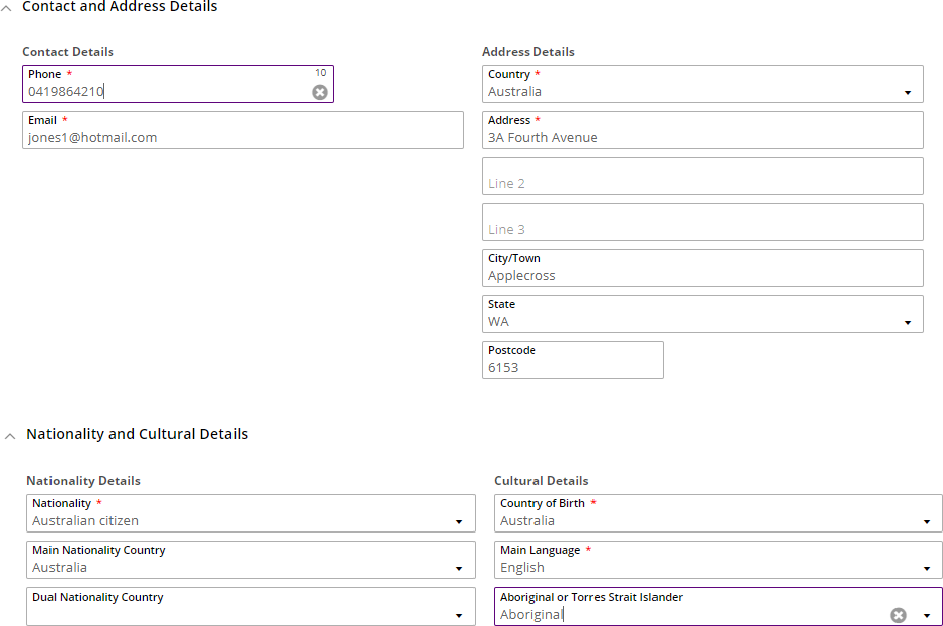 Contact and Address Details
Contact Details
Phone *
10
0419864210
Email *
jones1@hotmail.com
Address Details
Country *
Australia
Address *
3A Fourth Avenue
Line 2
Line 3
City/Town
Applecross
State
WA
Postcode
6153
Nationality and Cultural Details
Nationality Details
Nationality *
Australian citizen
Main Nationality Country
Australia
Dual Nationality Country
Cultural Details
Country of Birth *
Australia
Main Language *
English
Aboriginal or Torres Strait Islander
Aboriginal